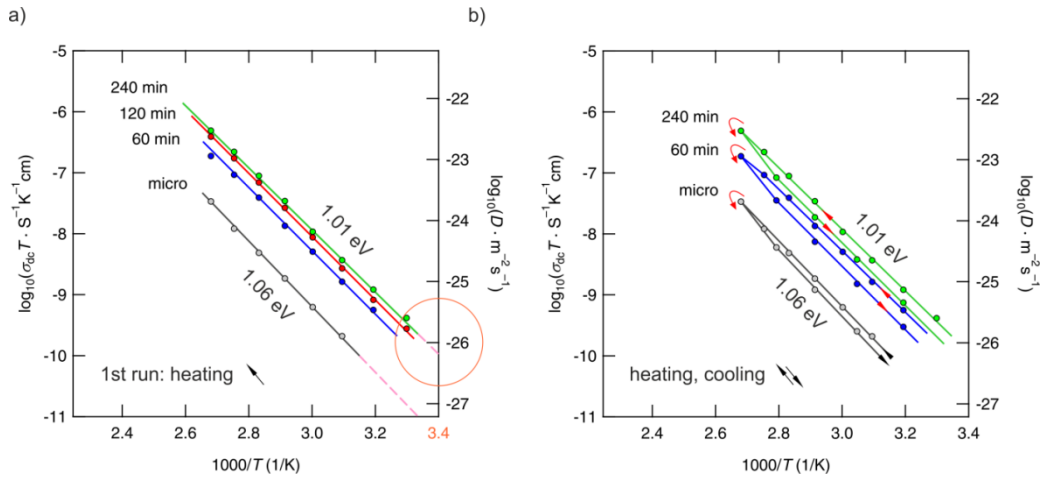 a)
-5
-6
-7
-8
-9
-10
-11
log₁₀(σdcT · S⁻¹K⁻¹cm)
240 min
120 min
60 min
micro
1.01 eV
1.06 eV
1st run: heating
-22
-23
-24
-25
-26
-27
log₁₀(D · m⁻²s⁻¹)
2.4
2.6
2.8
3.0
3.2
3.4
1000/T (1/K)
b)
-5
-6
-7
-8
-9
-10
-11
log₁₀(σdcT · S⁻¹K⁻¹cm)
240 min
60 min
micro
1.01 eV
1.06 eV
heating, cooling
-22
-23
-24
-25
-26
-27
log₁₀(D · m⁻²s⁻¹)
2.4
2.6
2.8
3.0
3.2
3.4
1000/T (1/K)